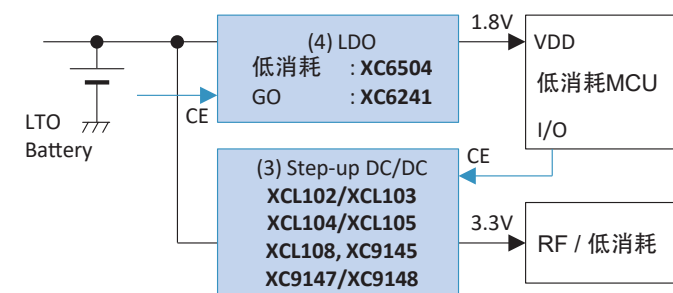 (4) LDO
低消耗 : XC6504
GO : XC6241
CE
LTO
Battery
1.8V
VDD
低消耗MCU
I/O
CE
(3) Step-up DC/DC
XCL102/XCL103
XCL104/XCL105
XCL108, XC9145
XC9147/XC9148
3.3V
RF / 低消耗